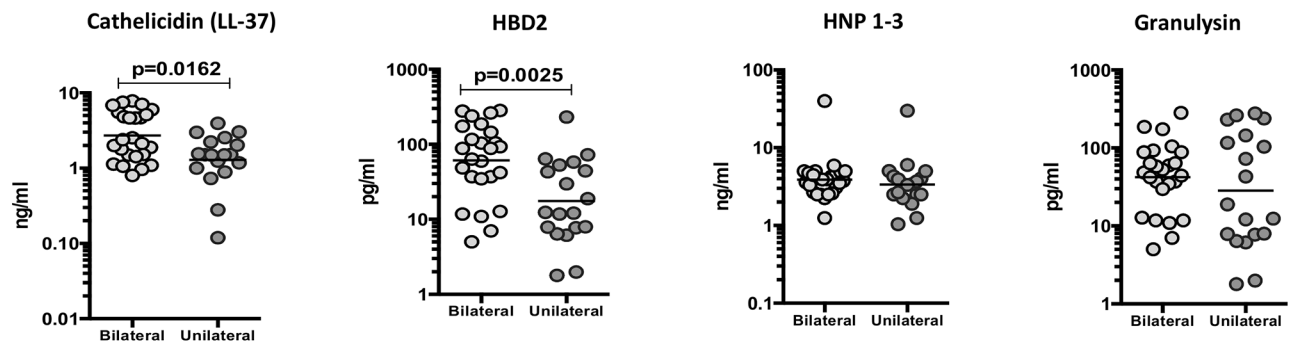 Cathelicidin (LL-37)
p=0.0162
10
1
0.10
0.01
ng/ml
Bilateral Unilateral
HBD2
p=0.0025
1000
100
10
1
pg/ml
Bilateral Unilateral
HNP 1-3
100
10
1
0.1
ng/ml
Bilateral Unilateral
Granulysin
1000
100
10
1
pg/ml
Bilateral Unilateral